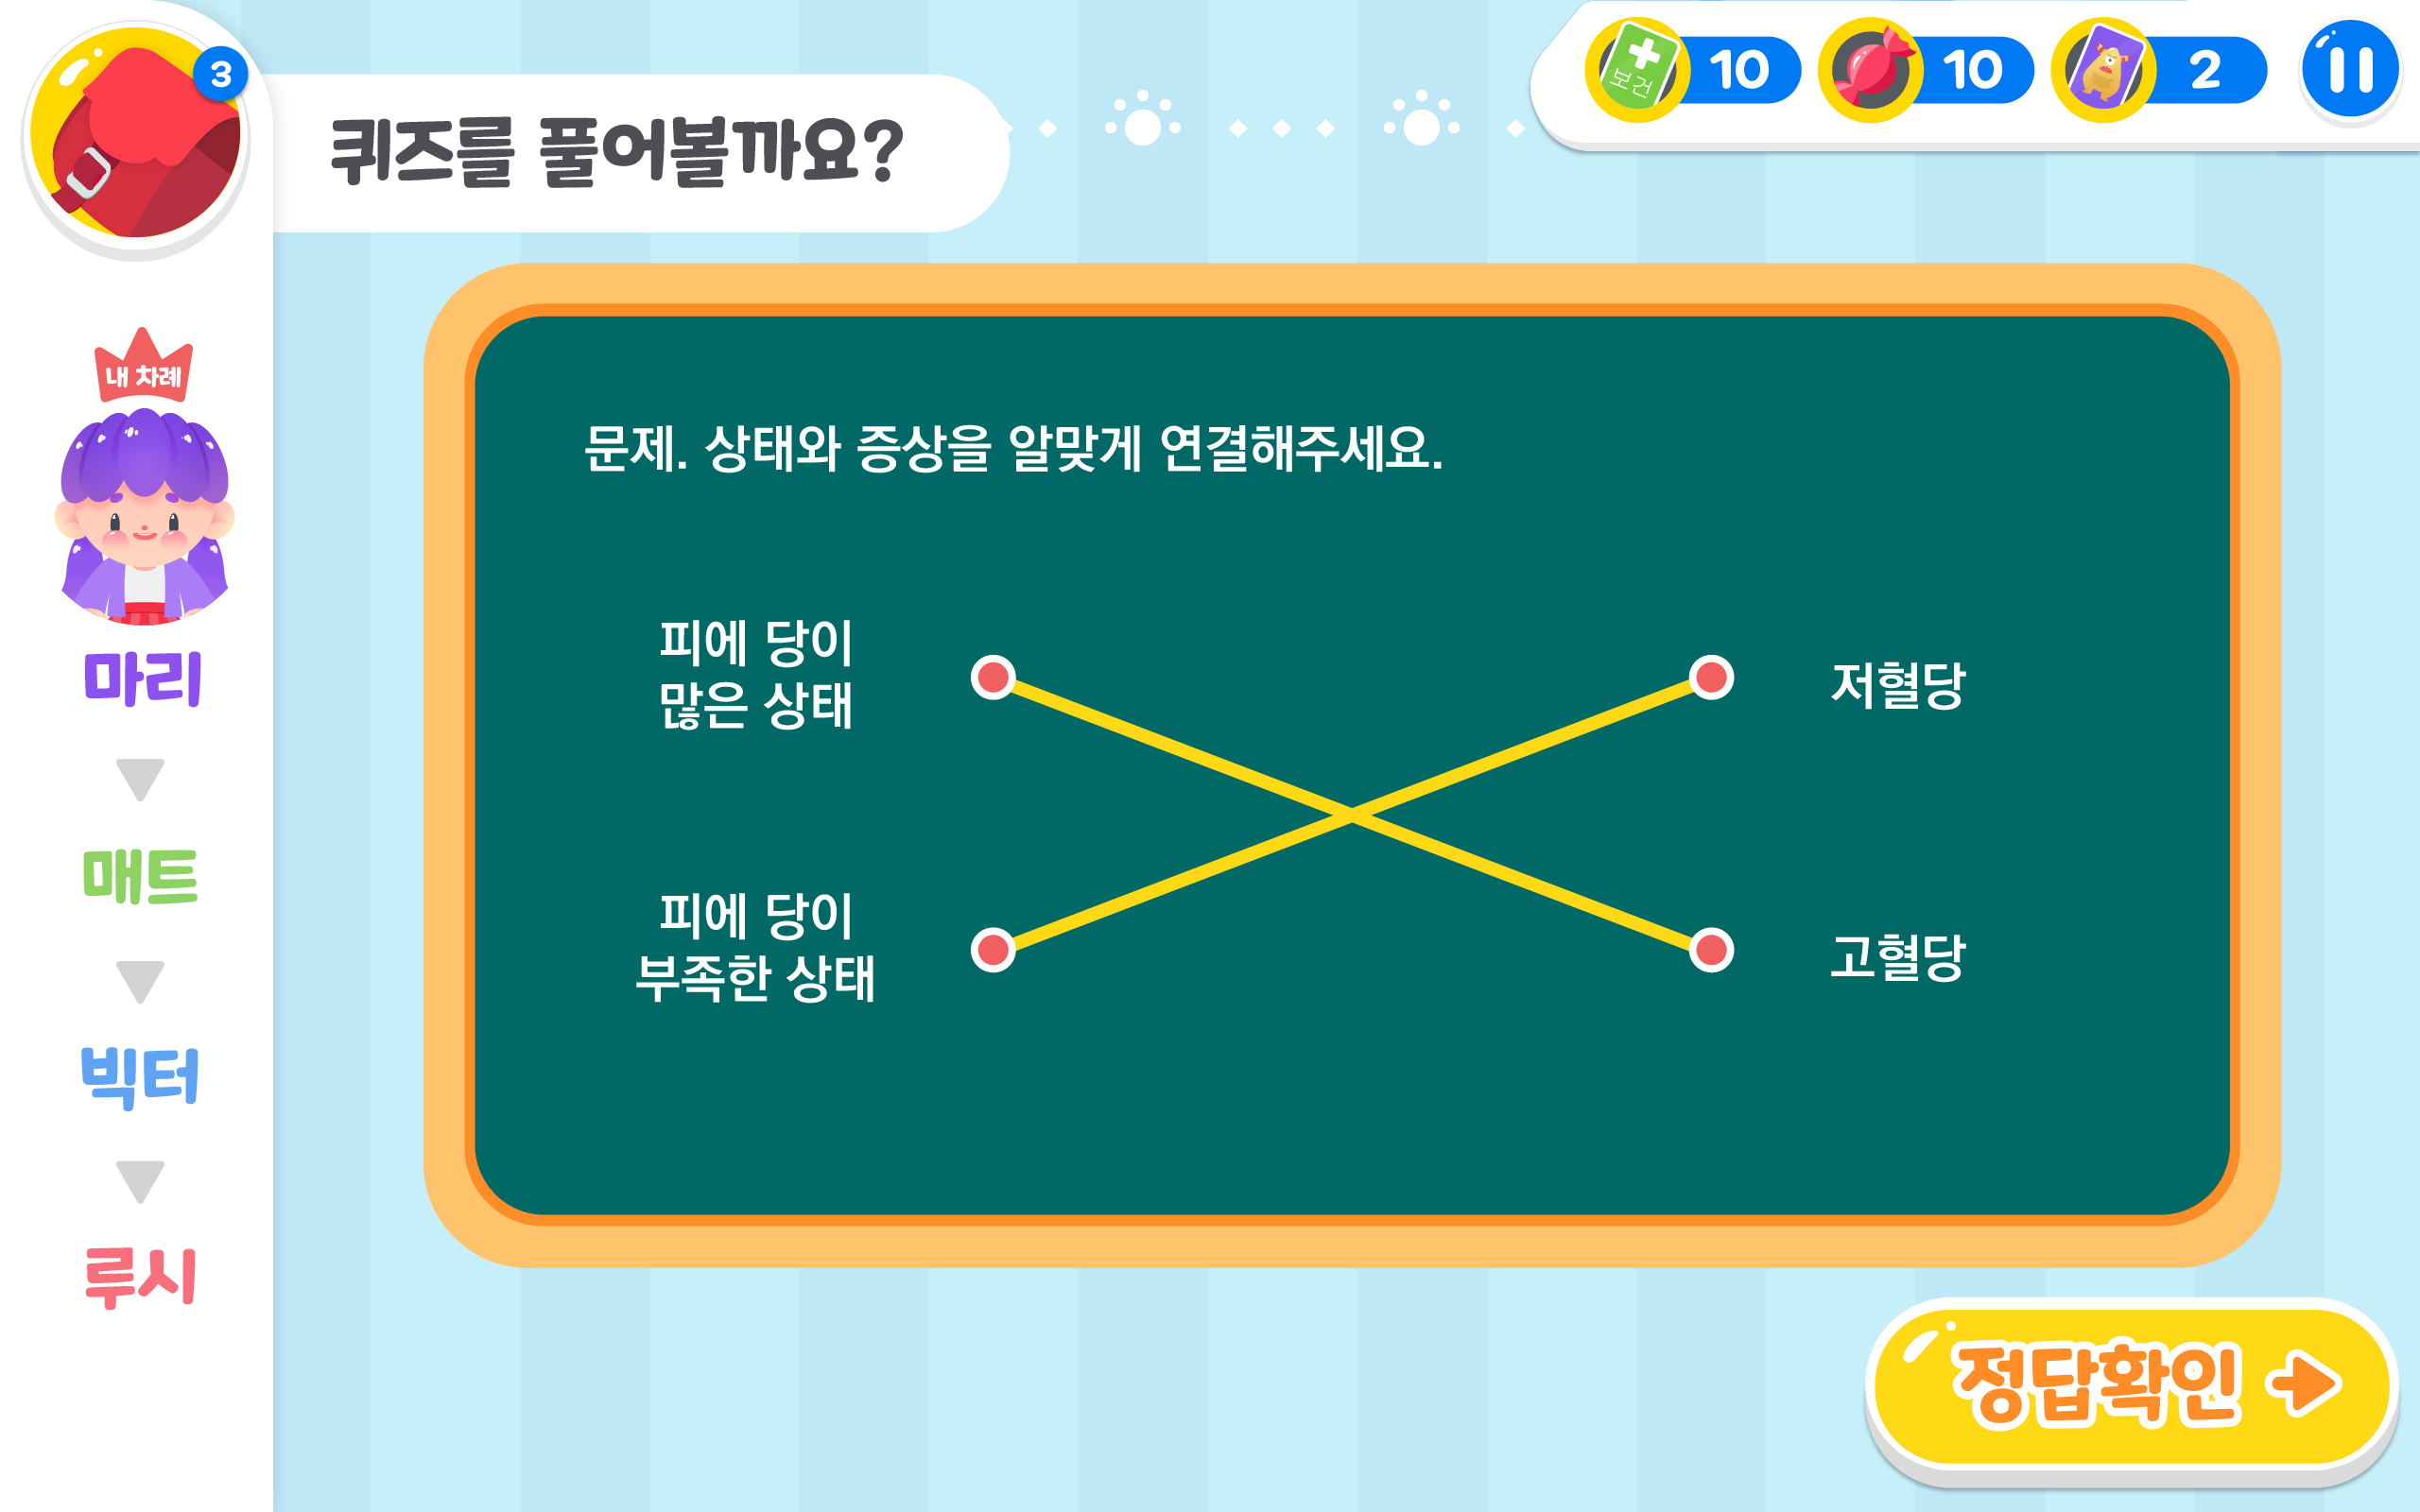 3
퀴즈를 풀어볼까요?
보건
10
10
2
내 차례
마리
매트
빅터
루시
문제. 상태와 증상을 알맞게 연결해주세요.
피에 당이
많은 상태
저혈당
피에 당이
부족한 상태
고혈당
정답확인